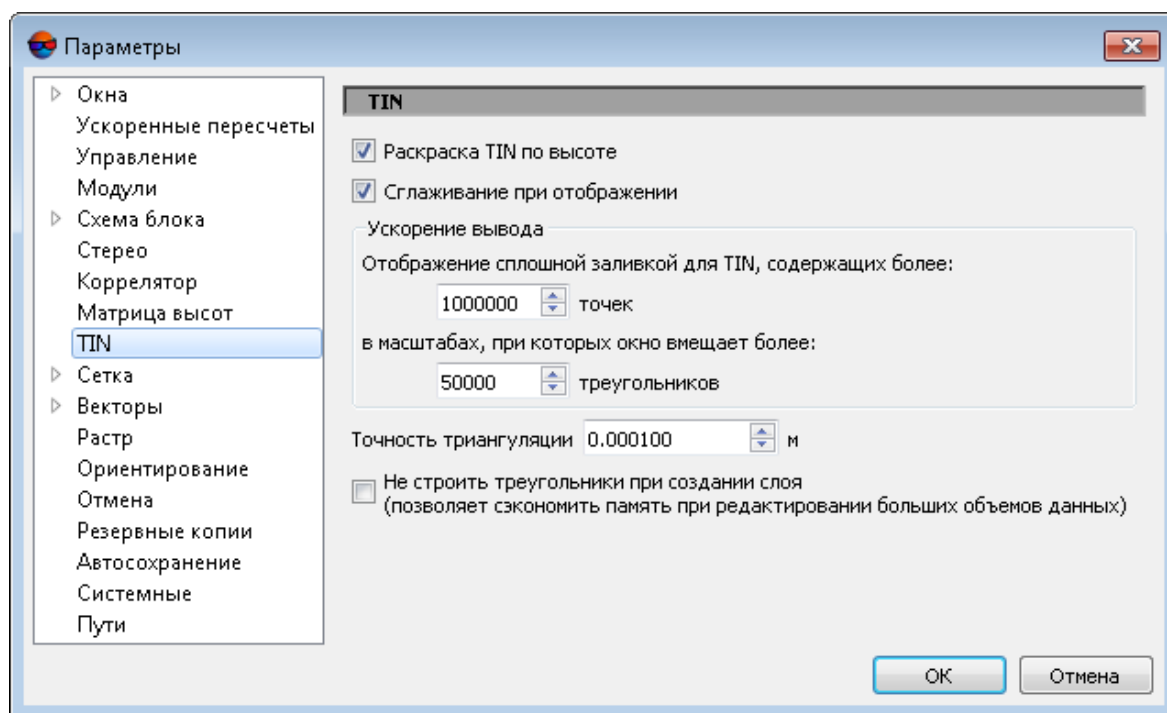 Параметры
Окна
Ускоренные пересчеты
Управление
Модули
Схема блока
Стерео
Коррелятор
Матрица высот
TIN
Сетка
Векторы
Растр
Ориентирование
Отмена
Резервные копии
Автосохранение
Системные
Пути
TIN
Раскраска TIN по высоте
Сглаживание при отображении
Ускорение вывода
Отображение сплошной заливкой для TIN, содержащих более:
1000000 точек
в масштабах, при которых окно вмещает более:
50000 треугольников
Точность триангуляции 0.000100 м
Не строить треугольники при создании слоя
(позволяет сэкономить память при редактировании больших объемов данных)
OK Отмена